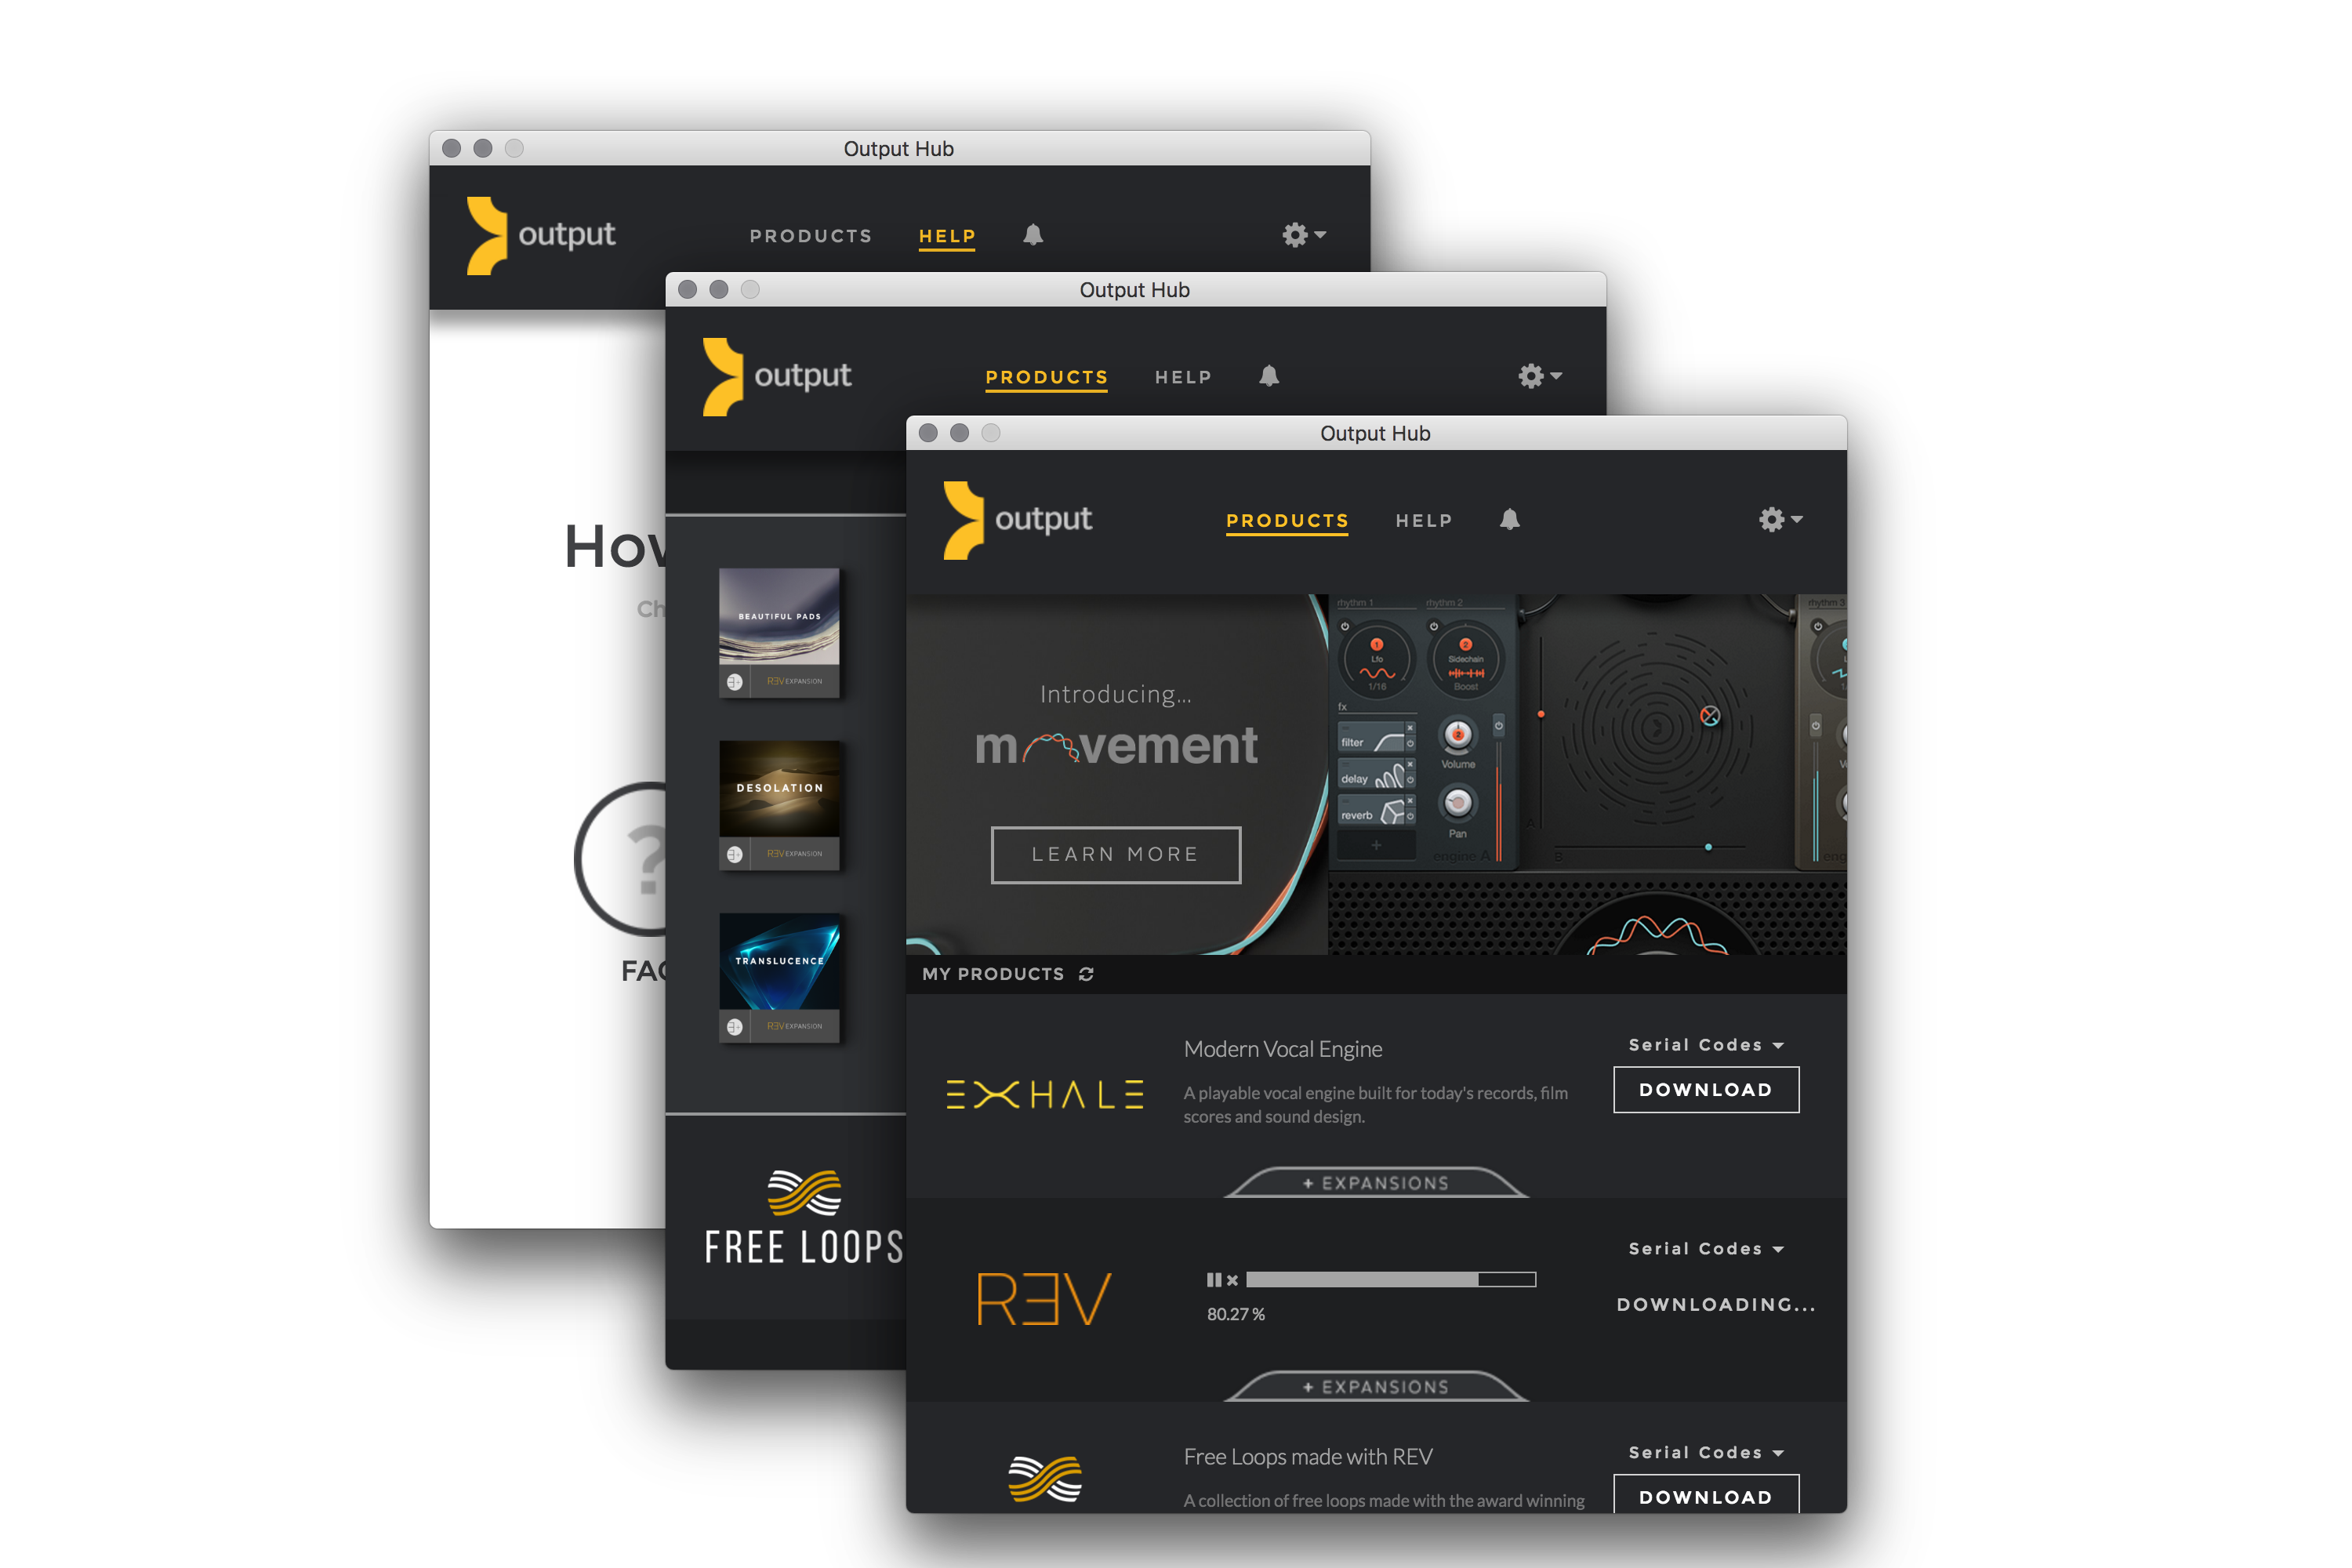 Output Hub
output
PRODUCTS HELP
Output Hub
output
PRODUCTS HELP
BEAUTIFUL PADS
E+ REV EXPANSION
DESOLATION
E+ REV EXPANSION
TRANSLUCENCE
E+ REV EXPANSION
FREE LOOPS
Output Hub
output
PRODUCTS HELP
Introducing...
movement
LEARN MORE
rhythm 1 rhythm 2
1 2
Lfo Sidechain
1/16 Boost
fx
filter
delay
reverb
+
2
Volume
Pan
engine A
A
B
rhythm 3
MY PRODUCTS
EXHALE
Modern Vocal Engine
A playable vocal engine built for today's records, film
scores and sound design.
Serial Codes
DOWNLOAD
+ EXPANSIONS
REV
80.27 %
Serial Codes
DOWNLOADING...
+ EXPANSIONS
Free Loops made with REV
A collection of free loops made with the award winning
Serial Codes
DOWNLOAD